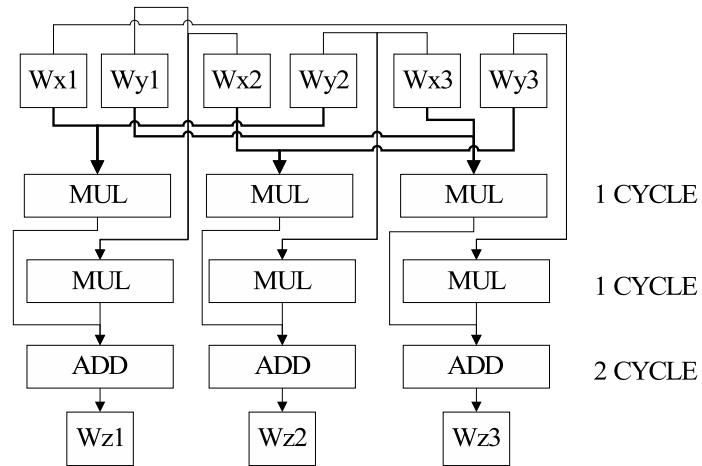 Wx1 Wy1 Wx2 Wy2 Wx3 Wy3
MUL MUL MUL 1 CYCLE
MUL MUL MUL 1 CYCLE
ADD ADD ADD 2 CYCLE
Wz1 Wz2 Wz3